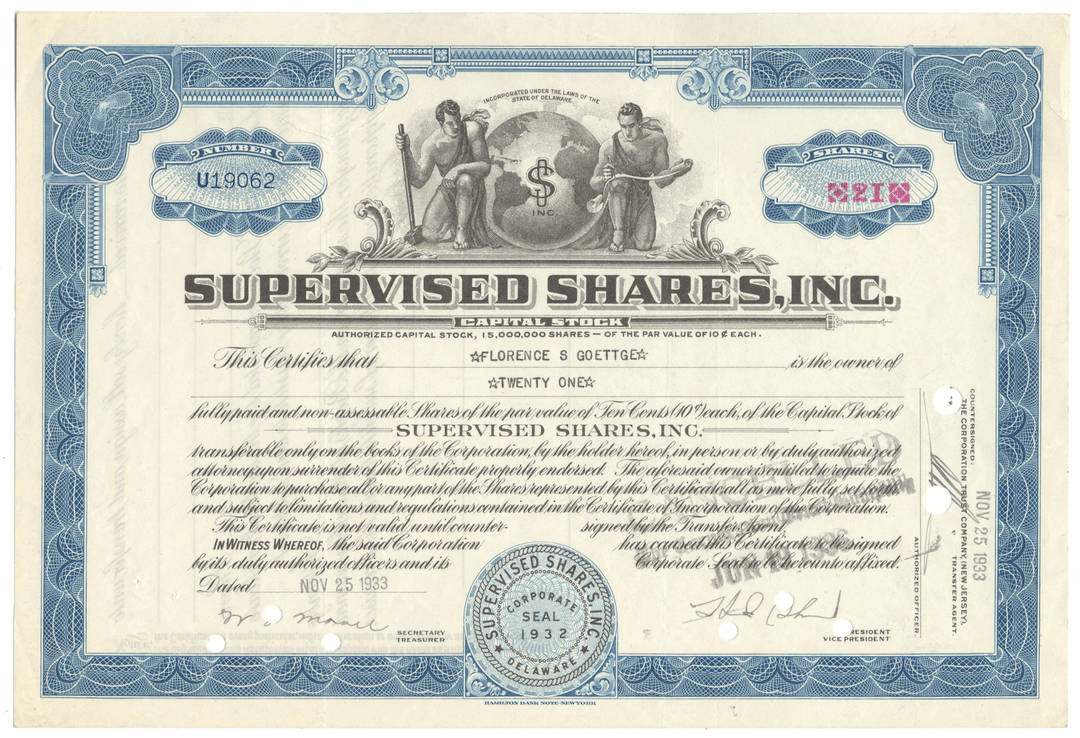 INCORPORATED UNDER THE LAWS OF THE
STATE OF DELAWARE.
NUMBER
U19062
SHARES
21
$
INC.
SUPERVISED SHARES, INC.
CAPITAL STOCK
AUTHORIZED CAPITAL STOCK, 15,000,000 SHARES — OF THE PAR VALUE OF 10 ¢ EACH.
This Certifies that ☆FLORENCE S GOETTGE☆ is the owner of
☆TWENTY ONE☆
fully paid and non-assessable Shares of the par value of Ten Cents (10¢) each, of the Capital Stock of
SUPERVISED SHARES, INC.
transferable only on the books of the Corporation, by the holder hereof, in person or by duly authorized
attorney upon surrender of this Certificate properly endorsed. The aforesaid owner is entitled to require the
Corporation to purchase all or any part of the Shares represented by this Certificate, all as more fully set forth
and subject to limitations and regulations contained in the Certificate of Incorporation of the Corporation.
This Certificate is not valid until countersigned by the Transfer Agent.
IN WITNESS WHEREOF, the said Corporation has caused this Certificate to be signed
by its duly authorized officers and its Corporate Seal to be hereunto affixed.
Dated NOV 25 1933
SECRETARY
TREASURER
SUPERVISED SHARES, INC.
CORPORATE
SEAL
1932
★ DELAWARE ★
RESIDENT
VICE PRESIDENT
COUNTERSIGNED:
THE CORPORATION TRUST COMPANY, (NEW JERSEY),
TRANSFER AGENT.
AUTHORIZED OFFICER.
NOV 25 1933
HAMILTON BANK NOTE-NEW YORK